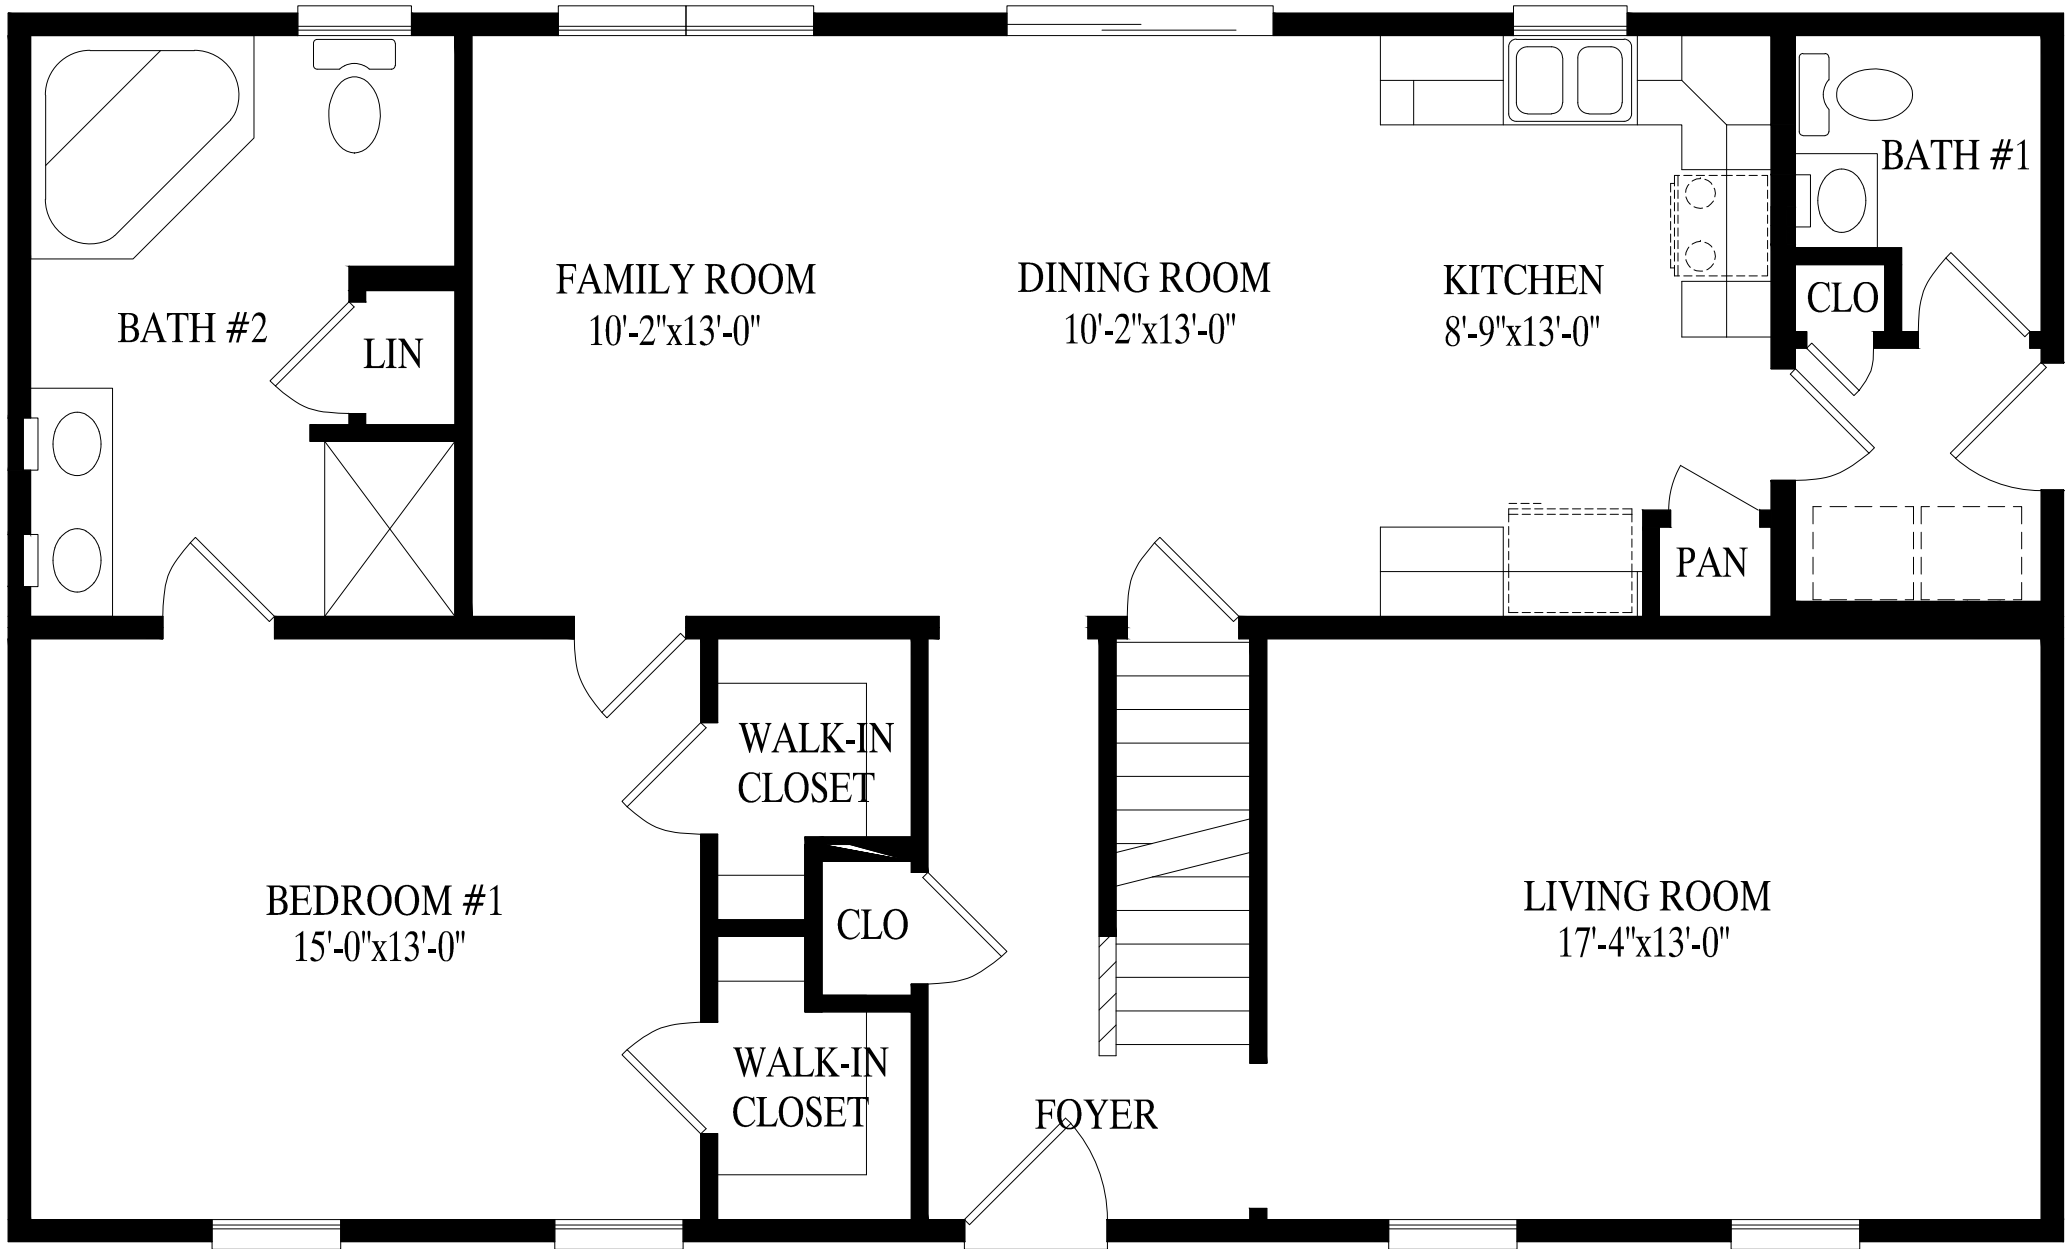 BATH #1
FAMILY ROOM
10'-2"x13'-0"
DINING ROOM
10'-2"x13'-0"
KITCHEN
8'-9"x13'-0"
CLO
BATH #2
LIN
PAN
WALK-IN
CLOSET
BEDROOM #1
15'-0"x13'-0"
CLO
LIVING ROOM
17'-4"x13'-0"
WALK-IN
CLOSET
FOYER